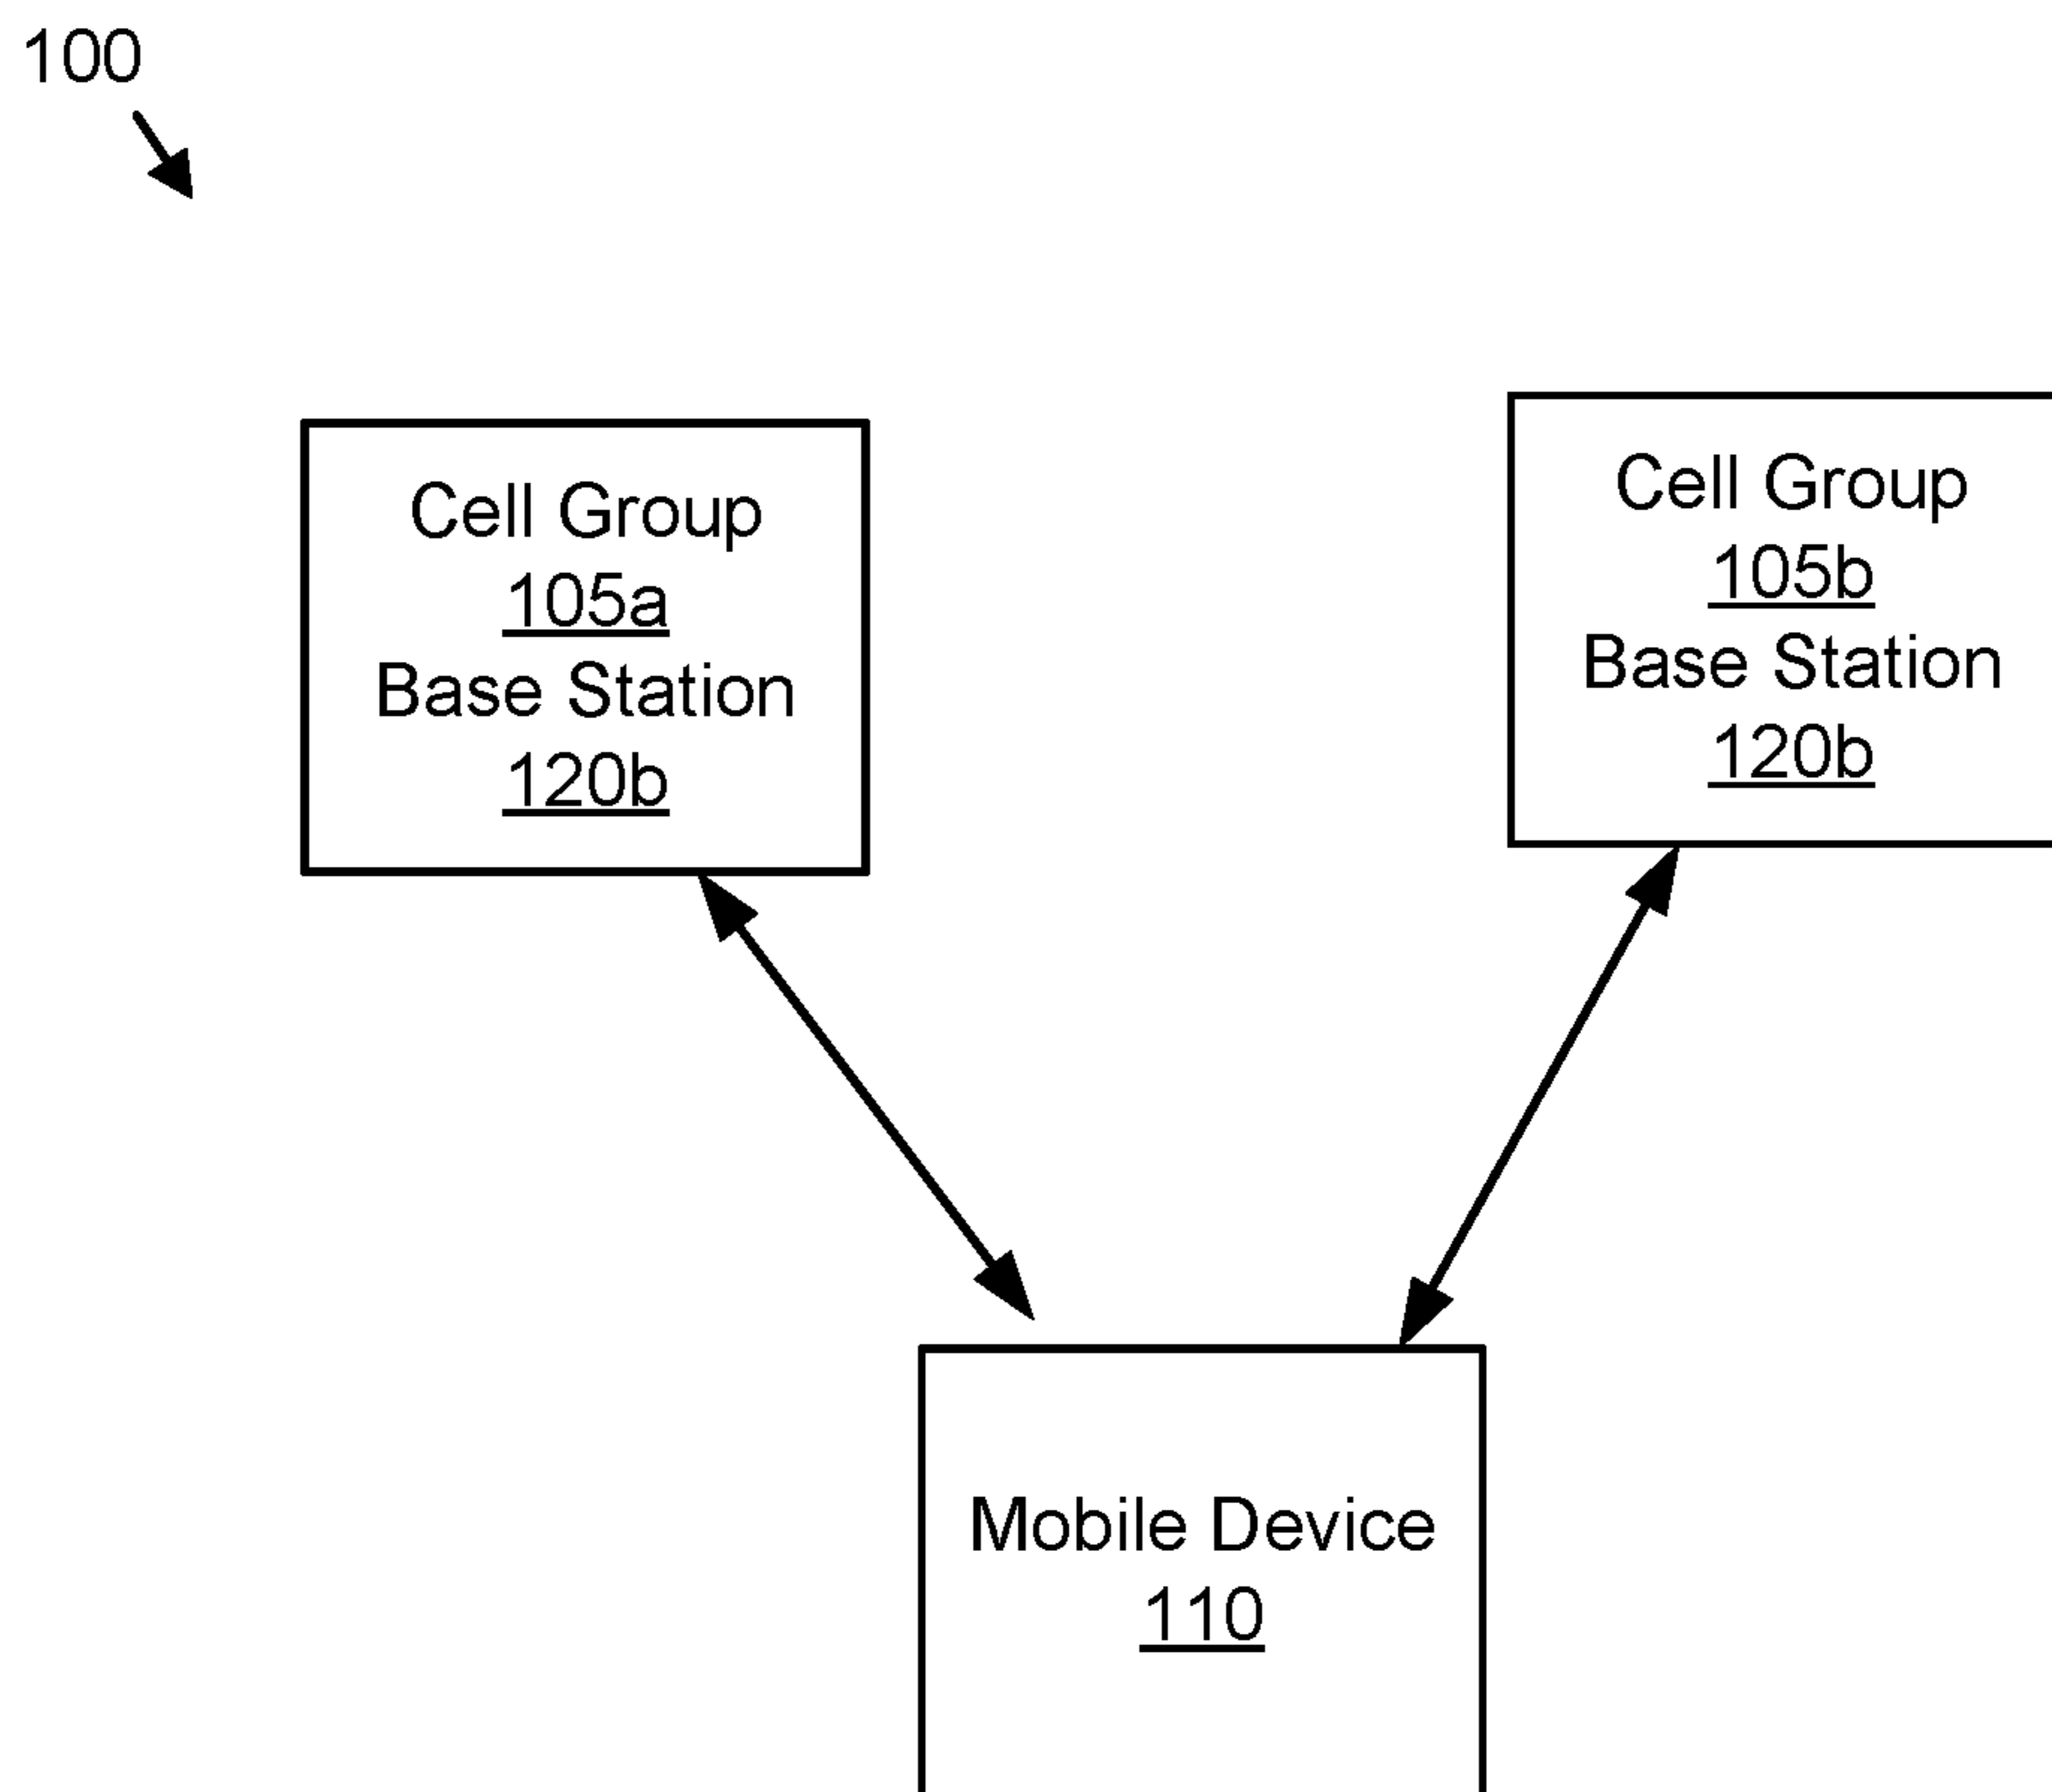 100
Cell Group
105a
Base Station
120b
Cell Group
105b
Base Station
120b
Mobile Device
110